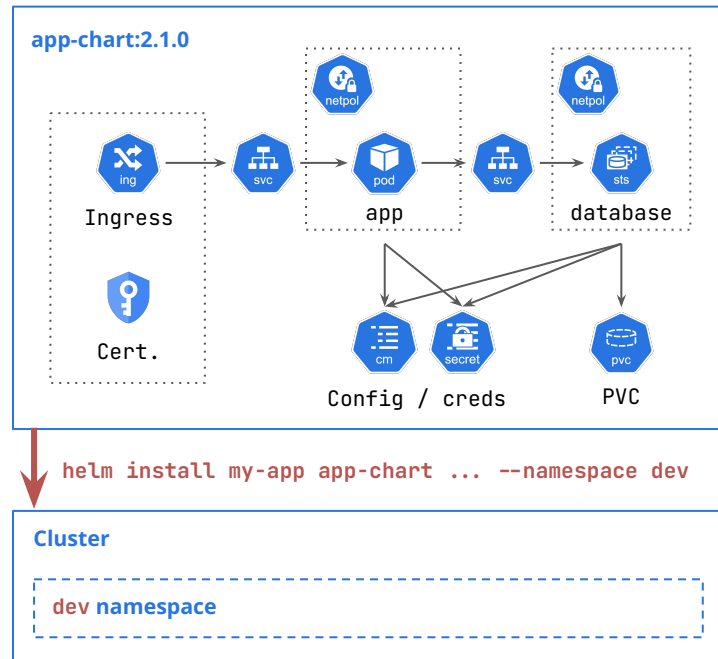 app-chart:2.1.0
netpol
netpol
ing
svc
pod
svc
sts
Ingress
app
database
Cert.
cm
secret
pvc
Config / creds
PVC
helm install my-app app-chart ... --namespace dev
Cluster
dev namespace